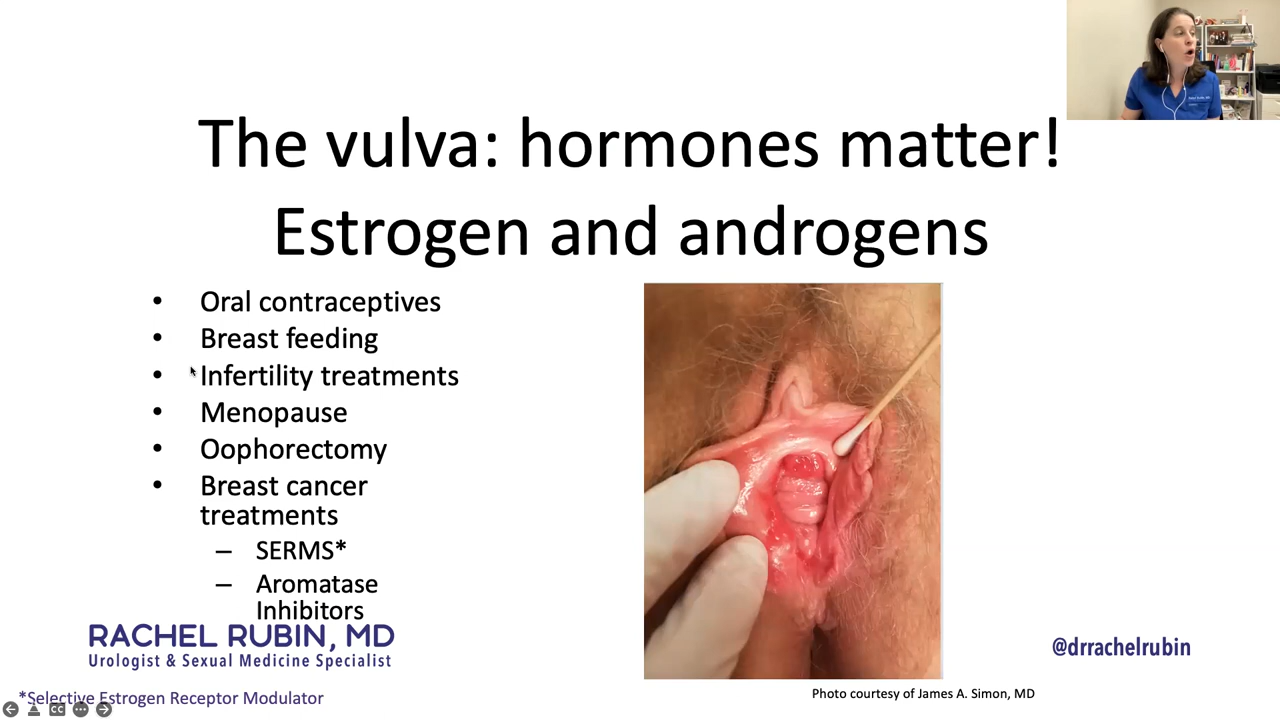 The vulva: hormones matter!
Estrogen and androgens
• Oral contraceptives
• Breast feeding
• Infertility treatments
• Menopause
• Oophorectomy
• Breast cancer
treatments
– SERMS*
– Aromatase
Inhibitors
RACHEL RUBIN, MD
Urologist & Sexual Medicine Specialist
@drrachelrubin
*Selective Estrogen Receptor Modulator
Photo courtesy of James A. Simon, MD
CC